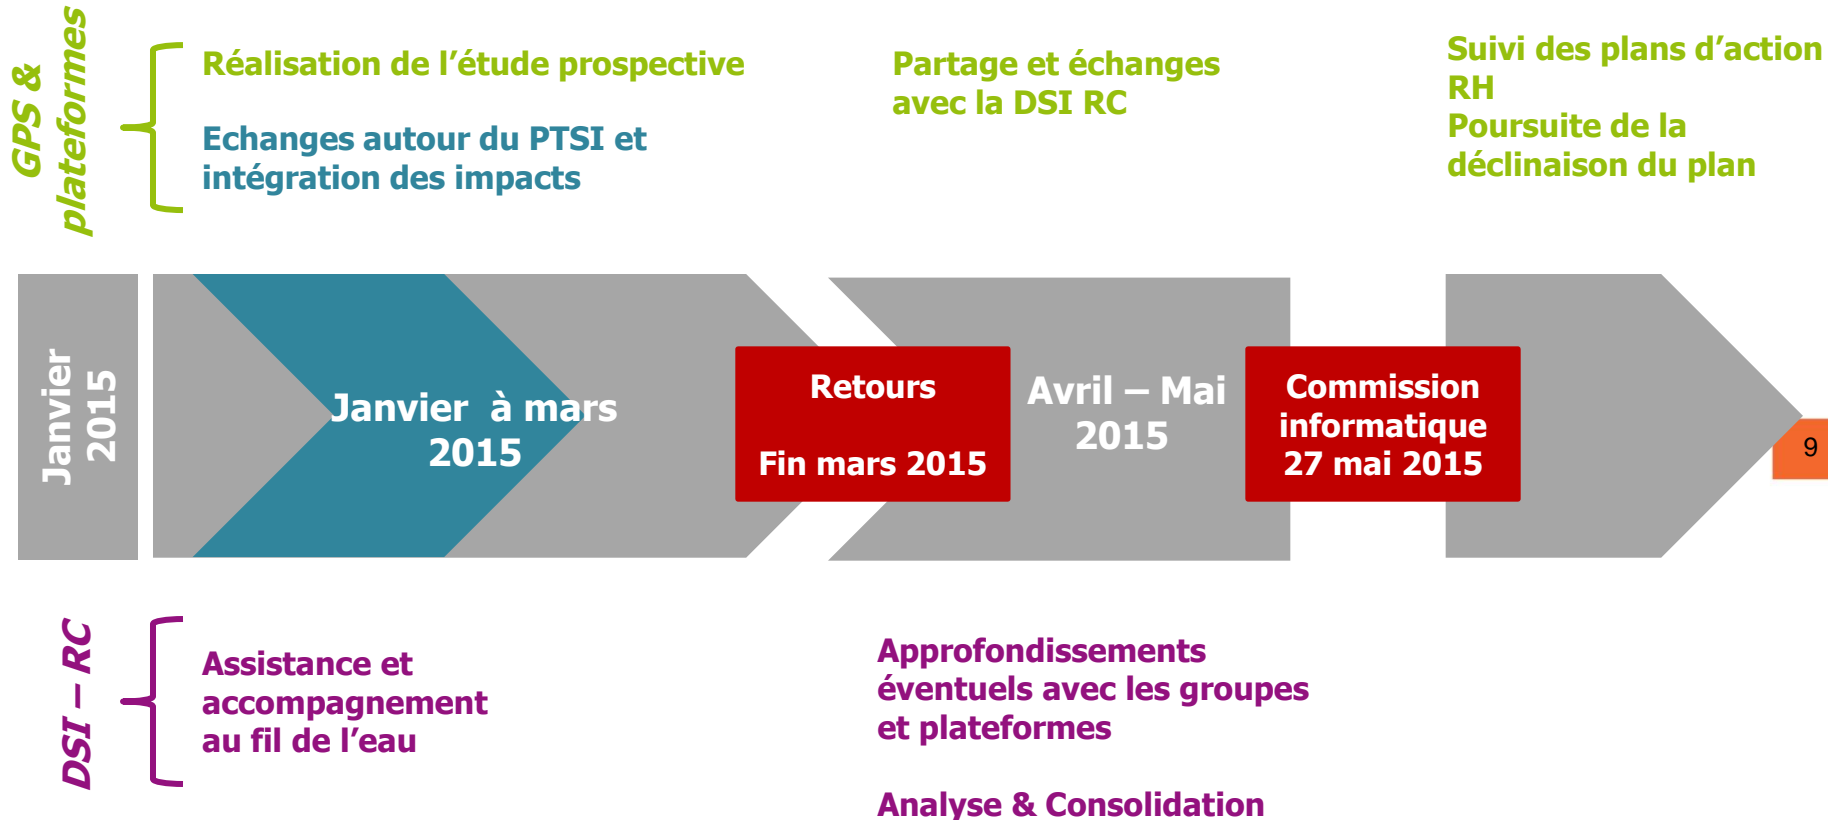 GPS &
plateformes
Réalisation de l’étude prospective
Echanges autour du PTSI et
intégration des impacts
Partage et échanges
avec la DSI RC
Suivi des plans d’action
RH
Poursuite de la
déclinaison du plan
Janvier
2015
Janvier à mars
2015
Retours
Fin mars 2015
Avril – Mai
2015
Commission
informatique
27 mai 2015
9
DSI – RC
Assistance et
accompagnement
au fil de l’eau
Approfondissements
éventuels avec les groupes
et plateformes
Analyse & Consolidation